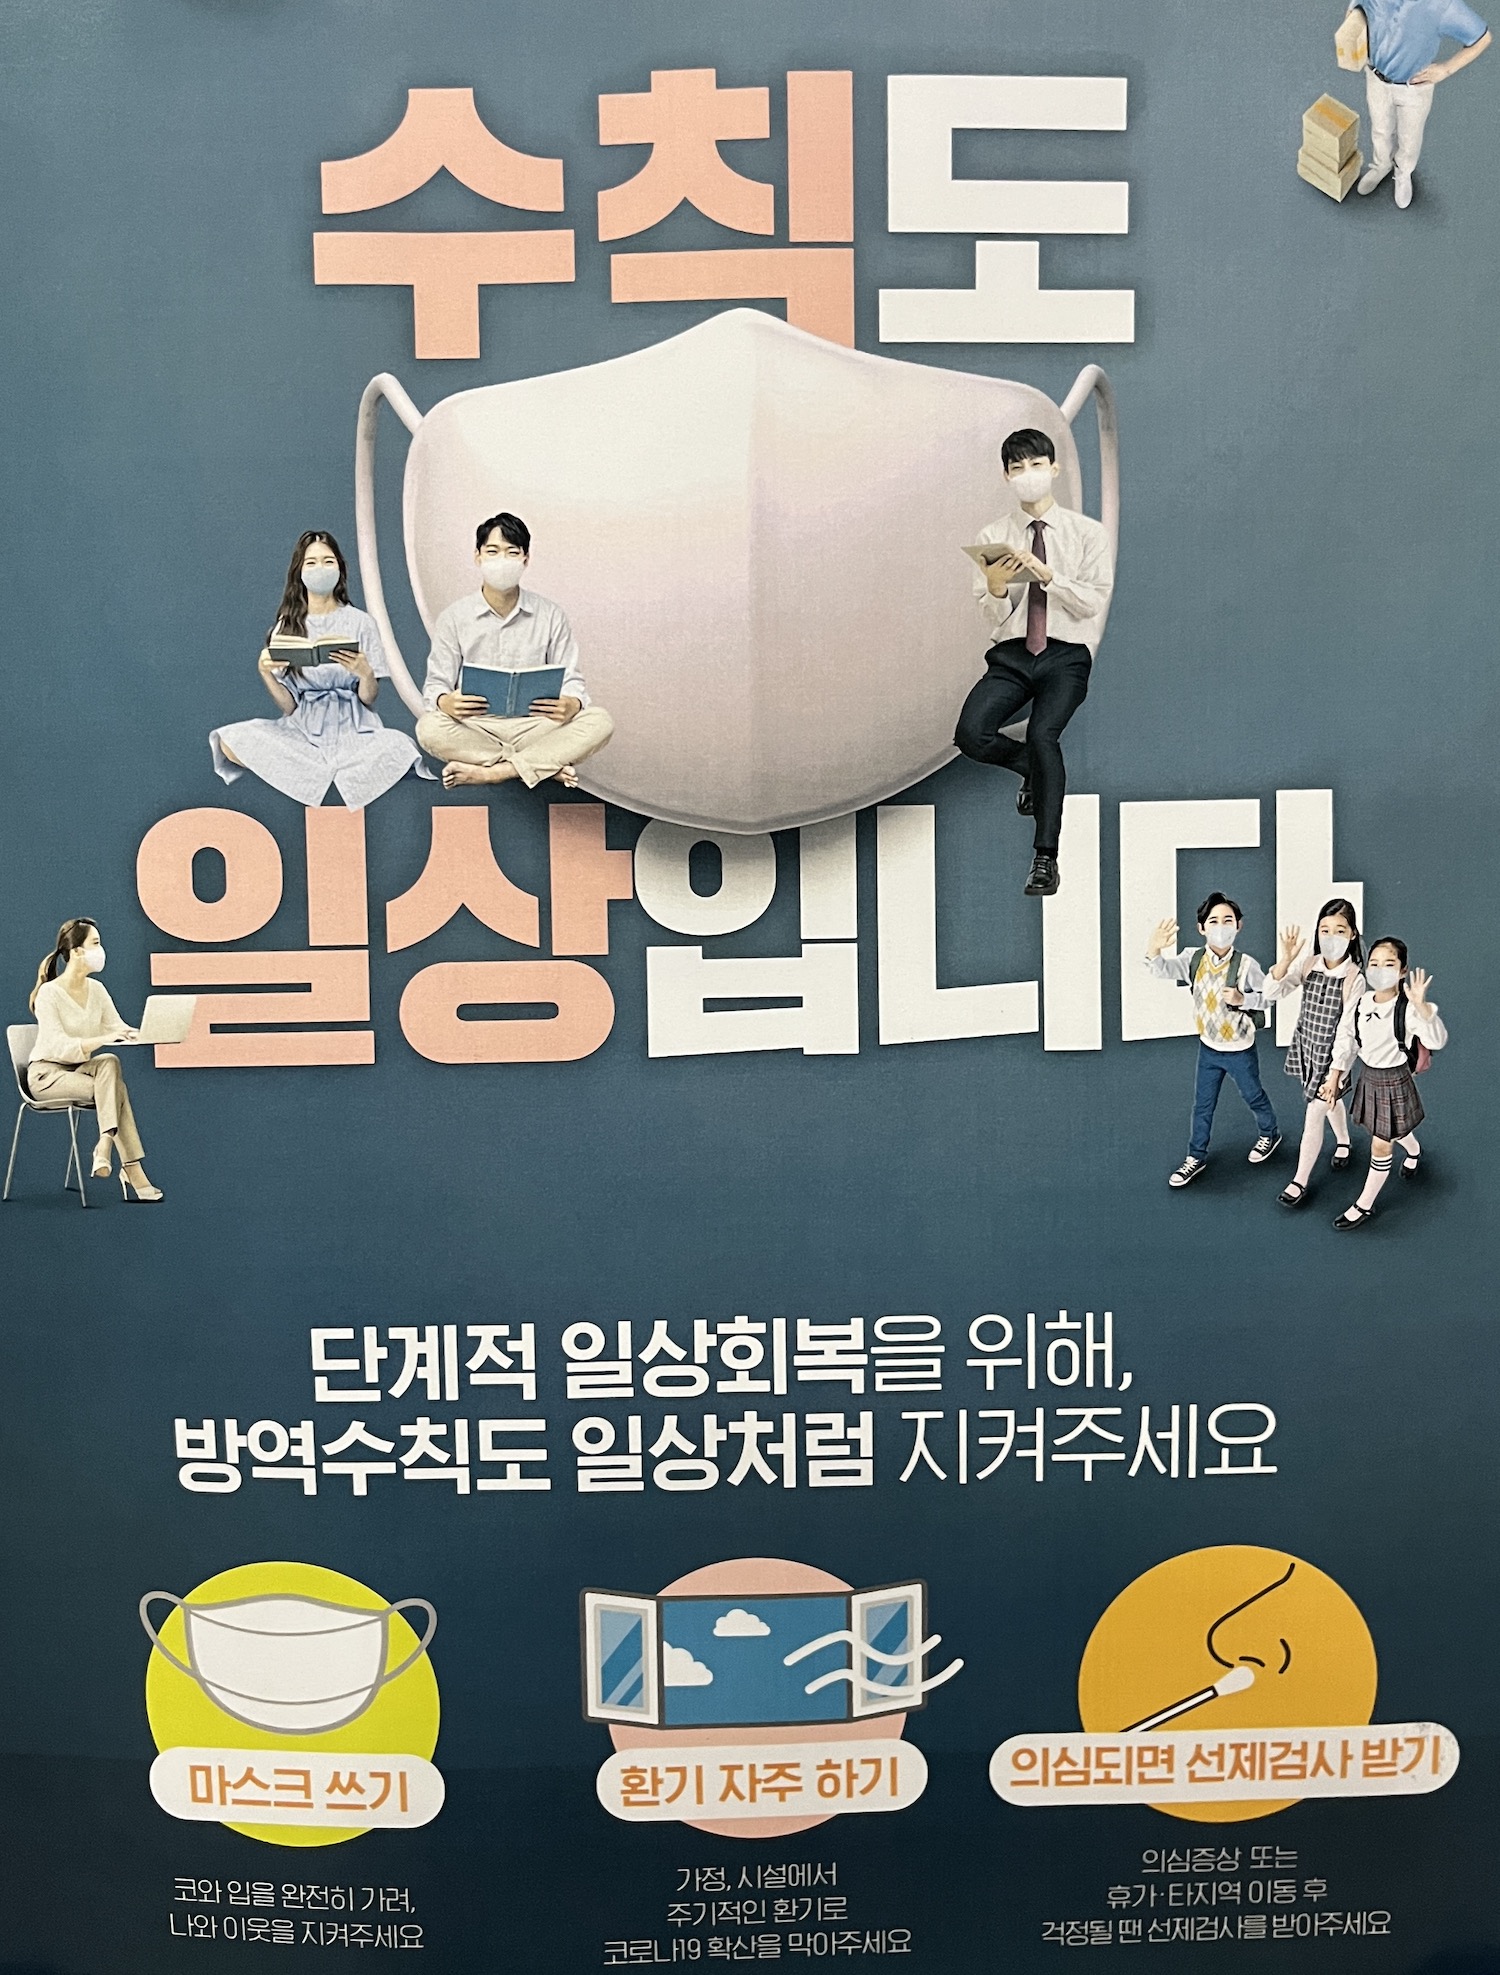 수칙도
일상입니다
단계적 일상회복을 위해,
방역수칙도 일상처럼 지켜주세요
마스크 쓰기
코와 입을 완전히 가려,
나와 이웃을 지켜주세요
환기 자주 하기
가정, 시설에서
주기적인 환기로
코로나19 확산을 막아주세요
의심되면 선제검사 받기
의심증상 또는
휴가·타지역 이동 후
걱정될 땐 선제검사를 받아주세요